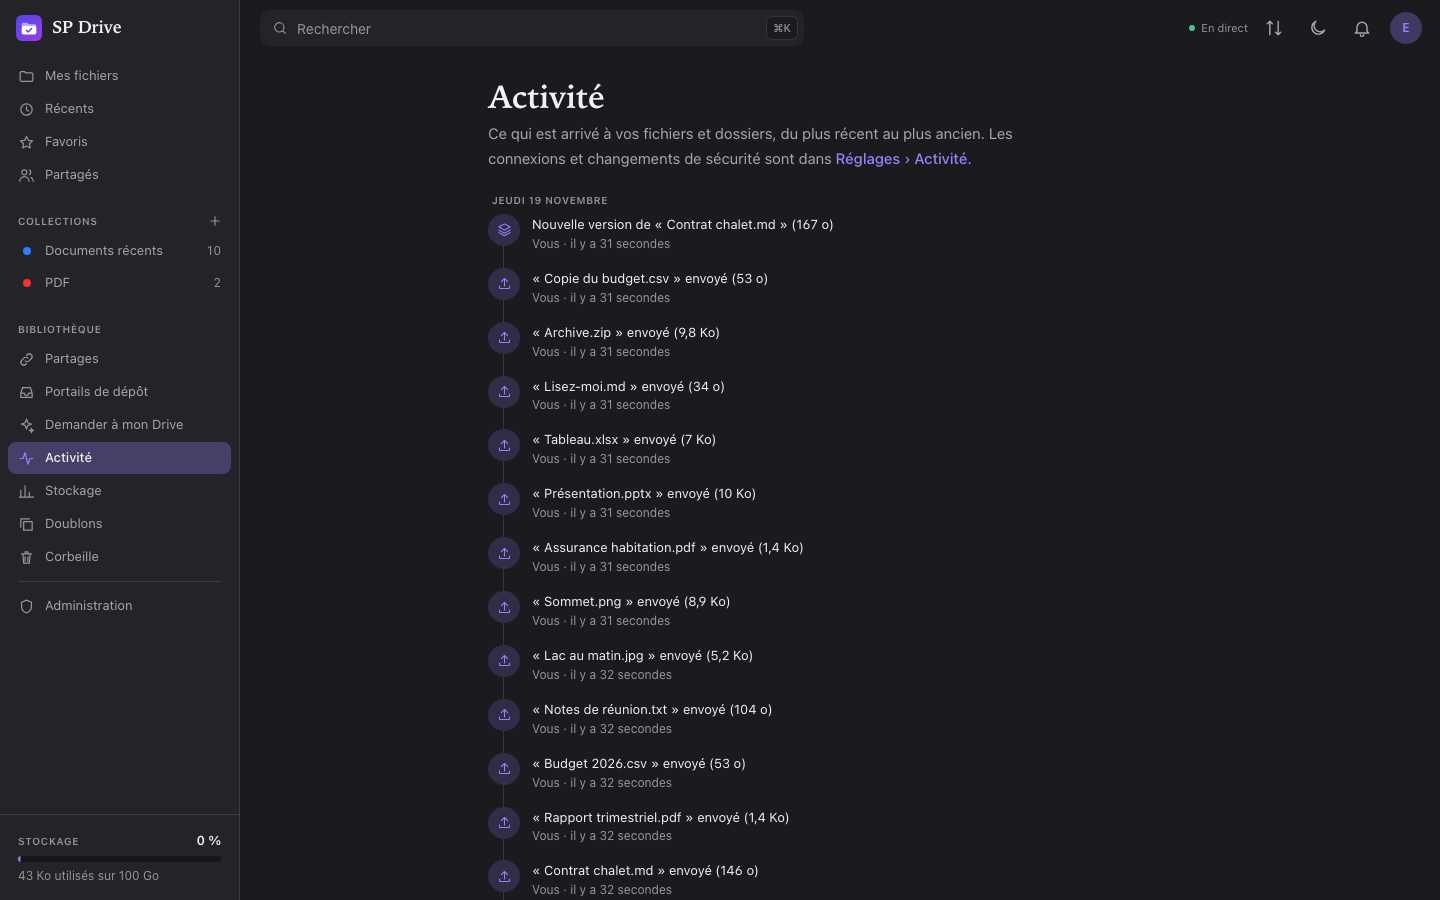 SP Drive
Rechercher
⌘K
En direct
E
Mes fichiers
Récents
Favoris
Partagés
COLLECTIONS
Documents récents 10
PDF 2
BIBLIOTHÈQUE
Partages
Portails de dépôt
Demander à mon Drive
Activité
Stockage
Doublons
Corbeille
Administration
STOCKAGE 0 %
43 Ko utilisés sur 100 Go
Activité
Ce qui est arrivé à vos fichiers et dossiers, du plus récent au plus ancien. Les
connexions et changements de sécurité sont dans Réglages › Activité.
JEUDI 19 NOVEMBRE
Nouvelle version de « Contrat chalet.md » (167 o)
Vous · il y a 31 secondes
« Copie du budget.csv » envoyé (53 o)
Vous · il y a 31 secondes
« Archive.zip » envoyé (9,8 Ko)
Vous · il y a 31 secondes
« Lisez-moi.md » envoyé (34 o)
Vous · il y a 31 secondes
« Tableau.xlsx » envoyé (7 Ko)
Vous · il y a 31 secondes
« Présentation.pptx » envoyé (10 Ko)
Vous · il y a 31 secondes
« Assurance habitation.pdf » envoyé (1,4 Ko)
Vous · il y a 31 secondes
« Sommet.png » envoyé (8,9 Ko)
Vous · il y a 31 secondes
« Lac au matin.jpg » envoyé (5,2 Ko)
Vous · il y a 32 secondes
« Notes de réunion.txt » envoyé (104 o)
Vous · il y a 32 secondes
« Budget 2026.csv » envoyé (53 o)
Vous · il y a 32 secondes
« Rapport trimestriel.pdf » envoyé (1,4 Ko)
Vous · il y a 32 secondes
« Contrat chalet.md » envoyé (146 o)
Vous · il y a 32 secondes